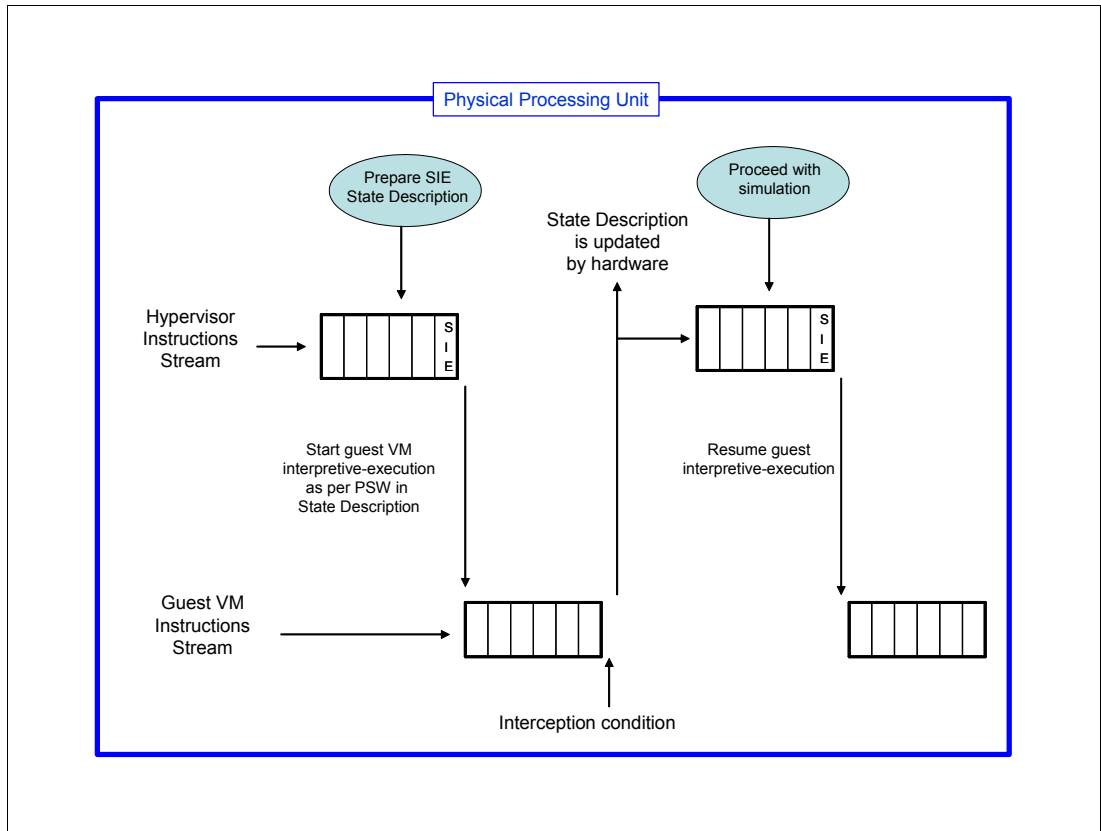 Physical Processing Unit
Prepare SIE
State Description
Proceed with
simulation
State Description
is updated
by hardware
Hypervisor
Instructions
Stream
S
I
E
S
I
E
Start guest VM
interpretive-execution
as per PSW in
State Description
Resume guest
interpretive-execution
Guest VM
Instructions
Stream
Interception condition